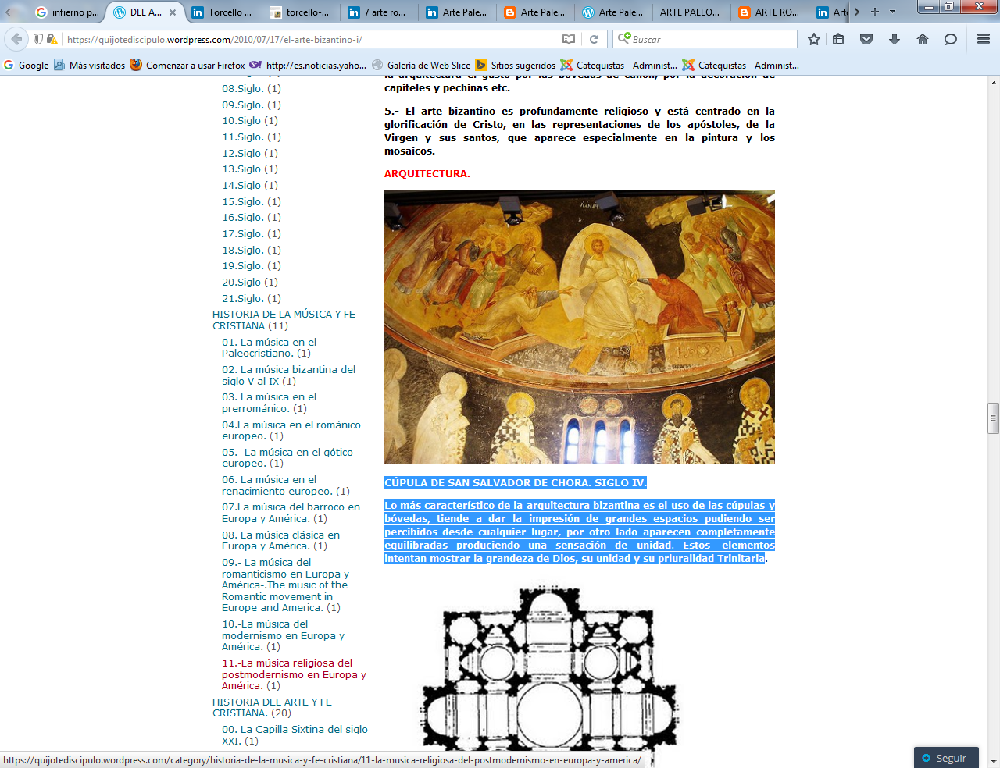 infierno p...
DEL A...
Torcello ...
torcello-...
7 arte ro...
Arte Pale...
Arte Pale...
Arte Pale...
ARTE PALEO...
ARTE RO...
Arte
https://quijotediscipulo.wordpress.com/2010/07/17/el-arte-bizantino-i/
Buscar
Google
Más visitados
Comenzar a usar Firefox
http://es.noticias.yaho...
Galería de Web Slice
Sitios sugeridos
Catequistas - Administ...
Catequistas - Administ...
08.Siglo. (1)
09.Siglo. (1)
10.Siglo (1)
11.Siglo. (1)
12.Siglo (1)
13.Siglo (1)
14.Siglo (1)
15.Siglo. (1)
16.Siglo. (1)
17.Siglo. (1)
18.Siglo. (1)
19.Siglo. (1)
20.Siglo (1)
21.Siglo. (1)
HISTORIA DE LA MÚSICA Y FE
CRISTIANA (11)
01. La música en el
Paleocristiano. (1)
02. La música bizantina del
siglo V al IX (1)
03. La música en el
prerrománico. (1)
04.La música en el románico
europeo. (1)
05.- La música en el gótico
europeo. (1)
06. La música en el
renacimiento europeo. (1)
07.La música del barroco en
Europa y América. (1)
08. La música clásica en
Europa y América. (1)
09.- La música del
romanticismo en Europa y
América-.The music of the
Romantic movement in
Europe and America. (1)
10.-La música del
modernismo en Europa y
América. (1)
11.-La música religiosa del
postmodernismo en Europa y
América. (1)
HISTORIA DEL ARTE Y FE
CRISTIANA. (20)
00. La Capilla Sixtina del siglo
XXI. (1)
la arquitectura el gusto por las bóvedas de cañón, por la decoración de
capiteles y pechinas etc.
5.- El arte bizantino es profundamente religioso y está centrado en la
glorificación de Cristo, en las representaciones de los apóstoles, de la
Virgen y sus santos, que aparece especialmente en la pintura y los
mosaicos.
ARQUITECTURA.
CÚPULA DE SAN SALVADOR DE CHORA. SIGLO IV.
Lo más característico de la arquitectura bizantina es el uso de las cúpulas y
bóvedas, tiende a dar la impresión de grandes espacios pudiendo ser
percibidos desde cualquier lugar, por otro lado aparecen completamente
equilibradas produciendo una sensación de unidad. Estos elementos
intentan mostrar la grandeza de Dios, su unidad y su prluralidad Trinitaria.
https://quijotediscipulo.wordpress.com/category/historia-de-la-musica-y-fe-cristiana/11-la-musica-religiosa-del-postmodernismo-en-europa-y-america/
Seguir